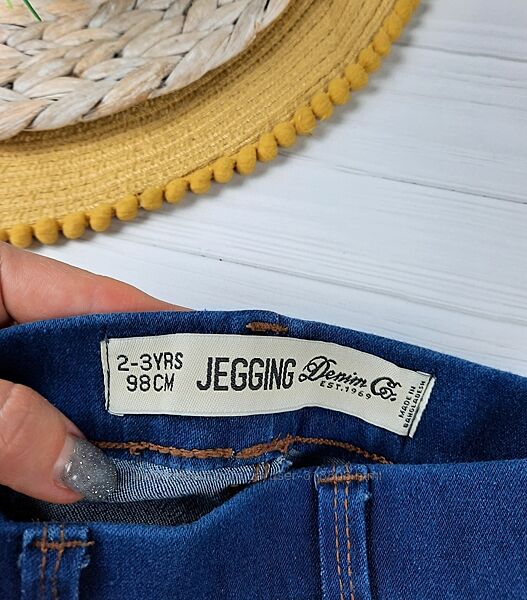 2-3YRS
98CM
JEGGING
Denim Co.
EST.1969
MADE IN
BANGLADESH